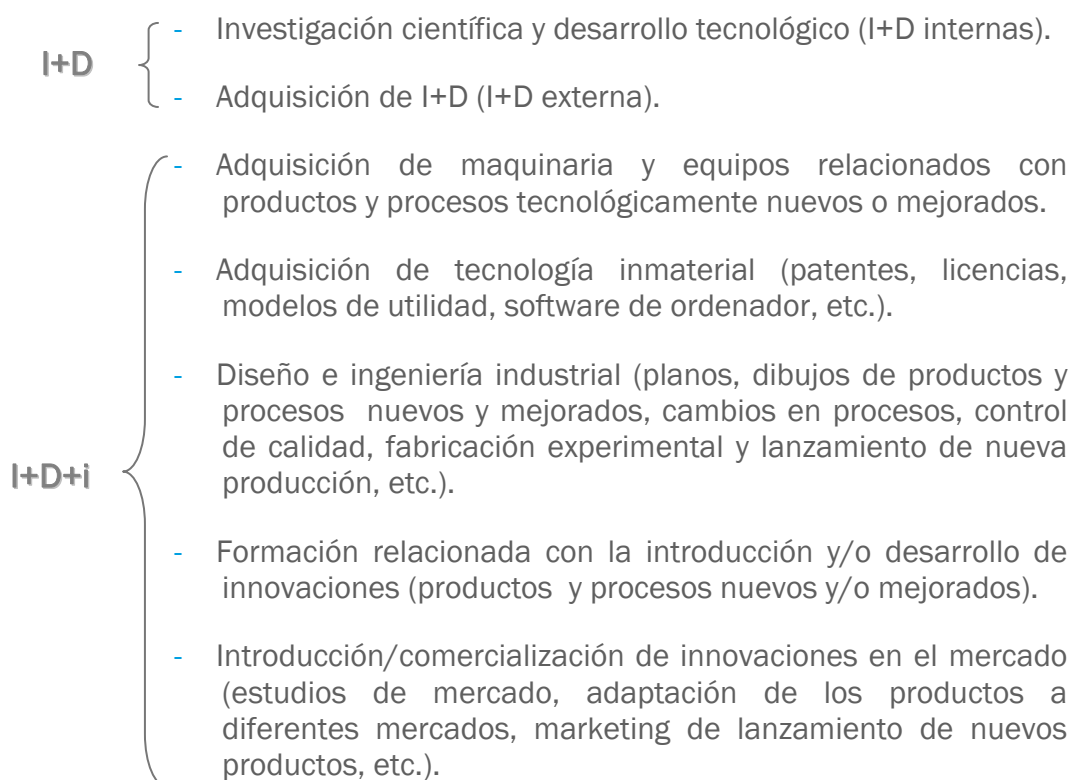 I+D
- Investigación científica y desarrollo tecnológico (I+D internas).
- Adquisición de I+D (I+D externa).
- Adquisición de maquinaria y equipos relacionados con
productos y procesos tecnológicamente nuevos o mejorados.
- Adquisición de tecnología inmaterial (patentes, licencias,
modelos de utilidad, software de ordenador, etc.).
I+D+i
- Diseño e ingeniería industrial (planos, dibujos de productos y
procesos nuevos y mejorados, cambios en procesos, control
de calidad, fabricación experimental y lanzamiento de nueva
producción, etc.).
- Formación relacionada con la introducción y/o desarrollo de
innovaciones (productos y procesos nuevos y/o mejorados).
- Introducción/comercialización de innovaciones en el mercado
(estudios de mercado, adaptación de los productos a
diferentes mercados, marketing de lanzamiento de nuevos
productos, etc.).